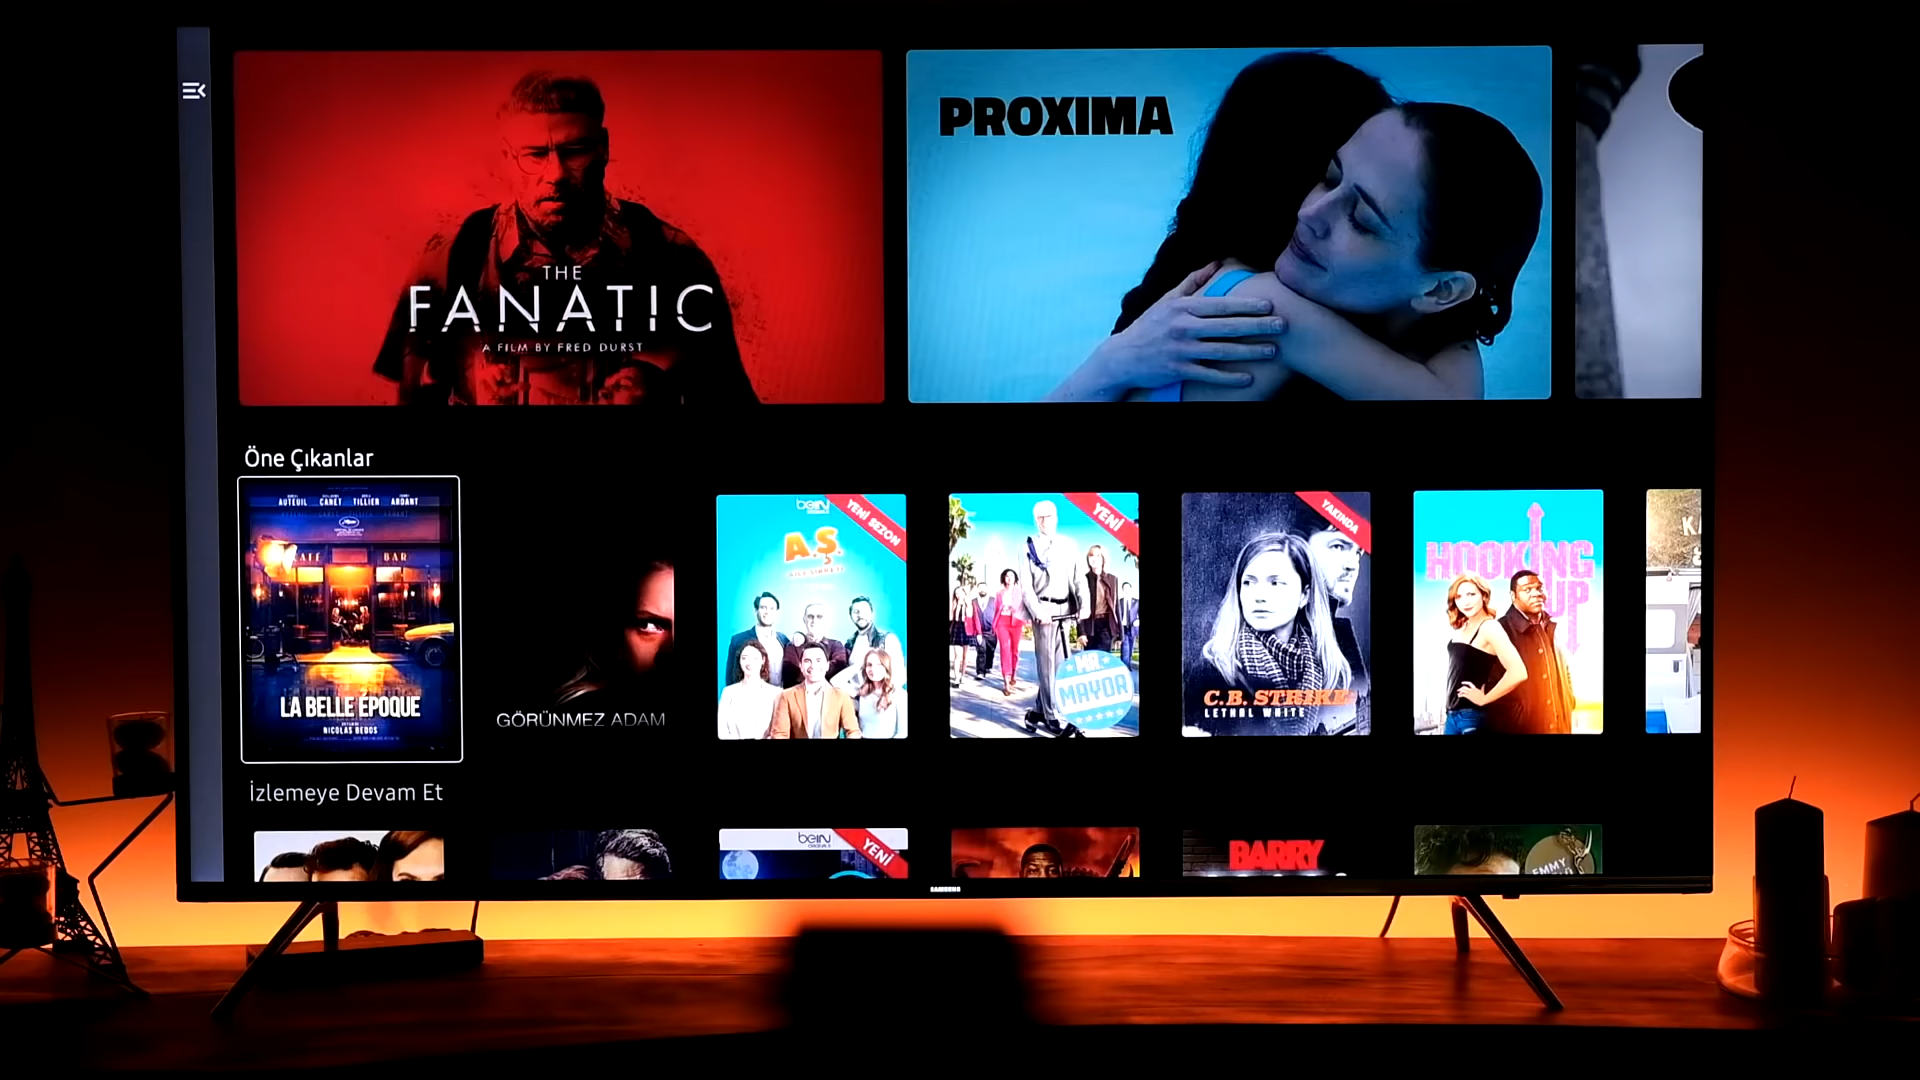 THE
FANATIC
A FILM BY FRED DURST
PROXIMA
Öne Çıkanlar
AUTEUIL CANET TILLIER ARDANT
CAFE BAR
LA BELLE ÉPOQUE
NICOLAS BEDOS
GÖRÜNMEZ ADAM
beIN
YENİ SEZON
A.Ş.
YENİ
MR.
MAYOR
YAKINDA
C.B. STRIKE
LETHAL WHITE
HOOKING
UP
İzlemeye Devam Et
beIN
ORIGINALS
YENİ
BARRY
EMMY
SAMSUNG